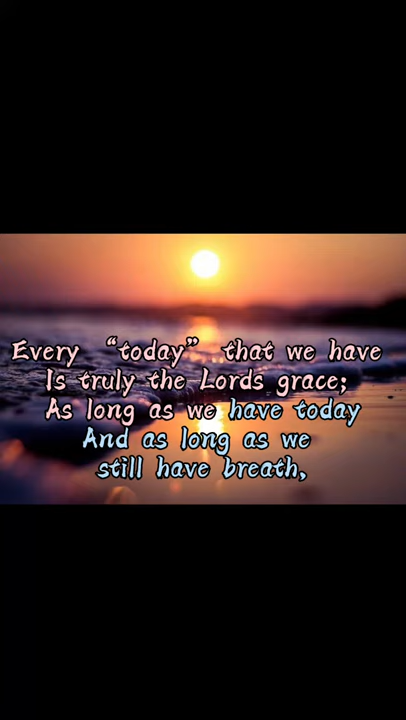 Every “today” that we have
Is truly the Lords grace;
As long as we have today
And as long as we
still have breath,